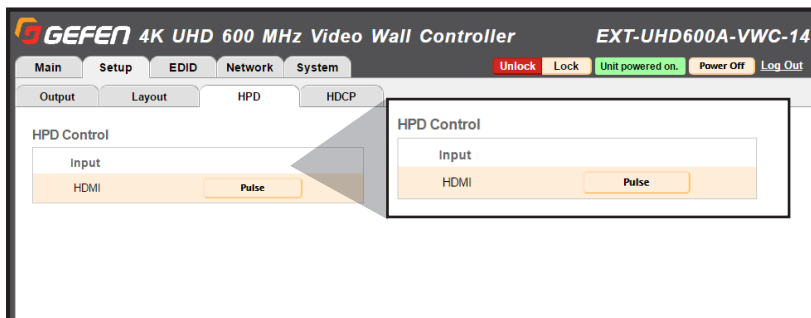 GEFEN 4K UHD 600 MHz Video Wall Controller EXT-UHD600A-VWC-14
Main Setup EDID Network System Unlock Lock Unit powered on. Power Off Log Out
Output Layout HPD HDCP
HPD Control
Input
HDMI Pulse
HPD Control
Input
HDMI Pulse